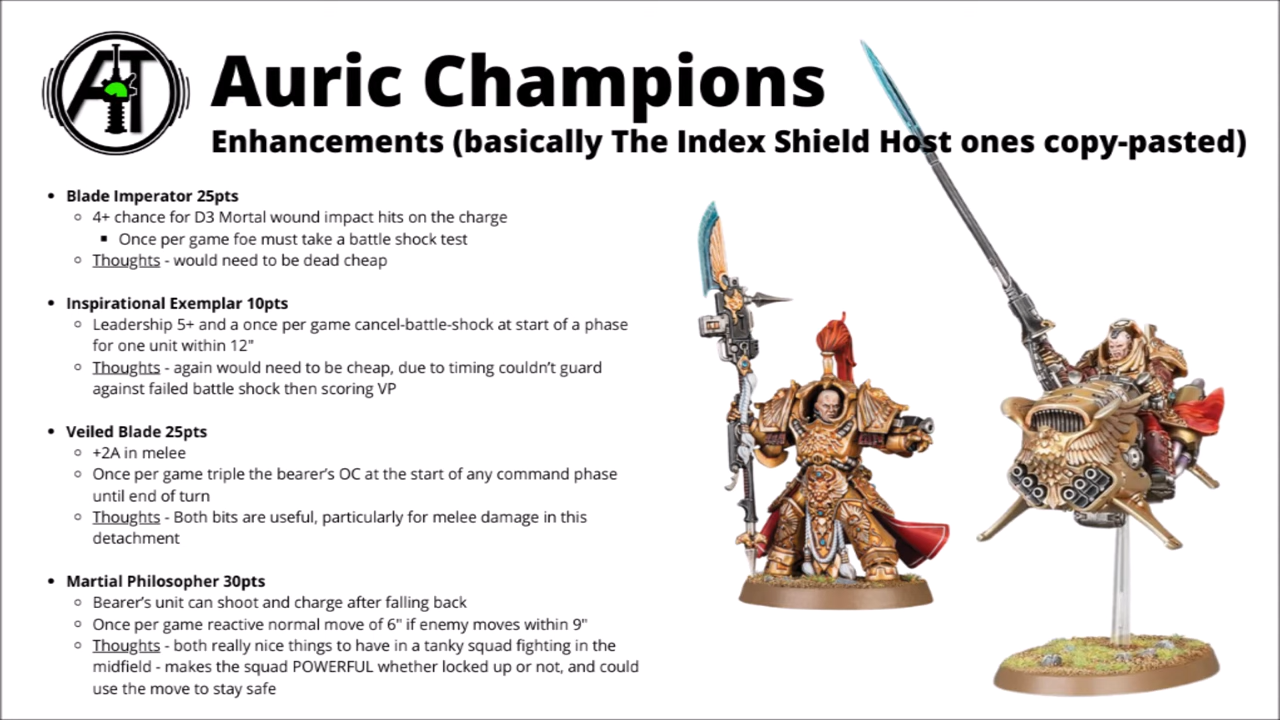 AT
Auric Champions
Enhancements (basically The Index Shield Host ones copy-pasted)
• Blade Imperator 25pts
◦ 4+ chance for D3 Mortal wound impact hits on the charge
▪ Once per game foe must take a battle shock test
◦ Thoughts - would need to be dead cheap
• Inspirational Exemplar 10pts
◦ Leadership 5+ and a once per game cancel-battle-shock at start of a phase
for one unit within 12"
◦ Thoughts - again would need to be cheap, due to timing couldn't guard
against failed battle shock then scoring VP
• Veiled Blade 25pts
◦ +2A in melee
◦ Once per game triple the bearer's OC at the start of any command phase
until end of turn
◦ Thoughts - Both bits are useful, particularly for melee damage in this
detachment
• Martial Philosopher 30pts
◦ Bearer's unit can shoot and charge after falling back
◦ Once per game reactive normal move of 6" if enemy moves within 9"
◦ Thoughts - both really nice things to have in a tanky squad fighting in the
midfield - makes the squad POWERFUL whether locked up or not, and could
use the move to stay safe